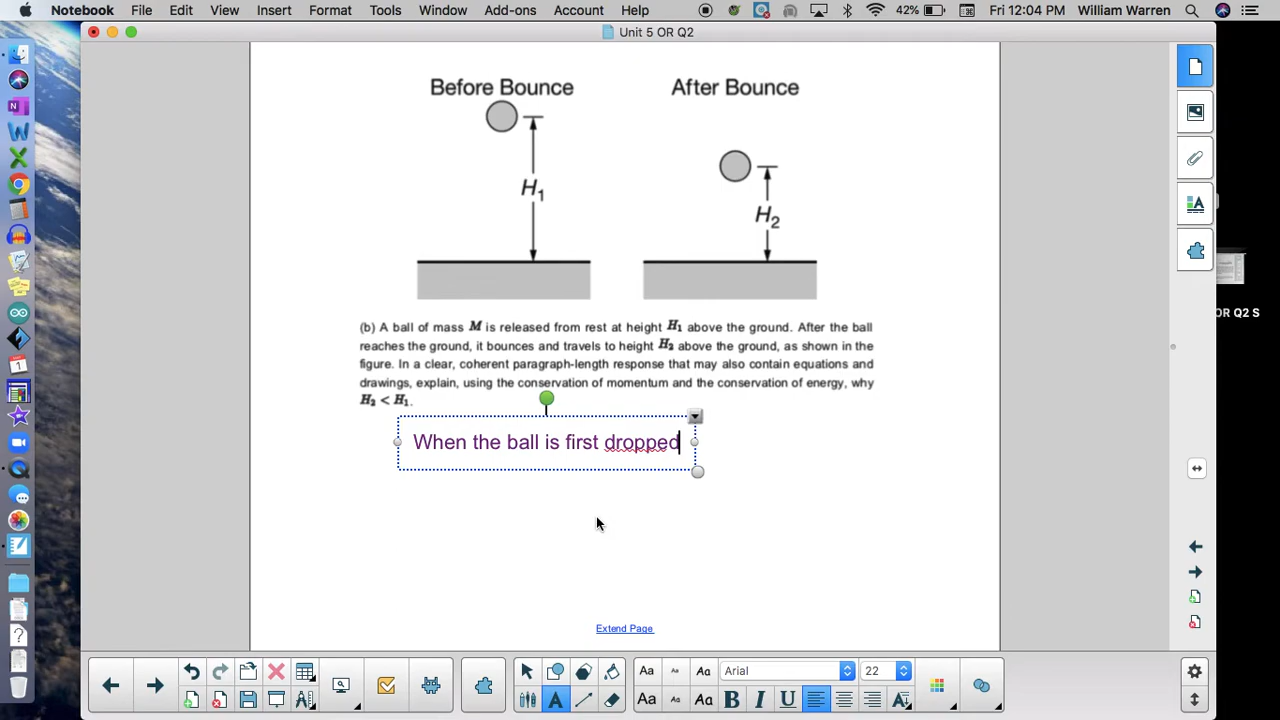 Notebook File Edit View Insert Format Tools Window Add-ons Account Help 42% Fri 12:04 PM William Warren
Unit 5 OR Q2
Before Bounce After Bounce
H1
H2
(b) A ball of mass M is released from rest at height H1 above the ground. After the ball
reaches the ground, it bounces and travels to height H2 above the ground, as shown in the
figure. In a clear, coherent paragraph-length response that may also contain equations and
drawings, explain, using the conservation of momentum and the conservation of energy, why
H2 < H1.
When the ball is first dropped
OR Q2 S
Extend Page
Aa Aa Aa Arial 22
Aa Aa Aa B I U